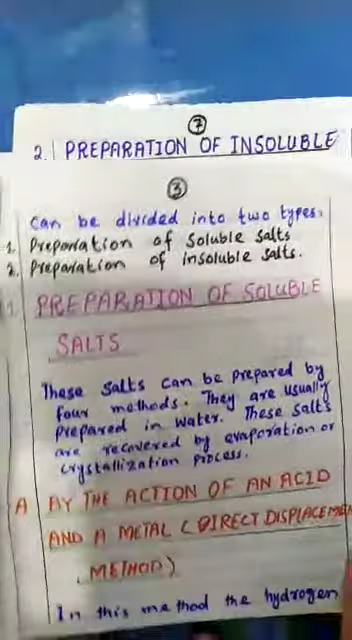 7
2. PREPARATION OF INSOLUBLE
3
Can be divided into two types.
1. Preparation of Soluble Salts
2. Preparation of insoluble salts.
1 PREPARATION OF SOLUBLE
SALTS
These Salts can be prepared by
four methods. They are usually
prepared in water. These salts
are recovered by evaporation or
crystallization process.
A BY THE ACTION OF AN ACID
AND A METAL (DIRECT DISPLACEMEN
METHOD)
In this method the hydrogen